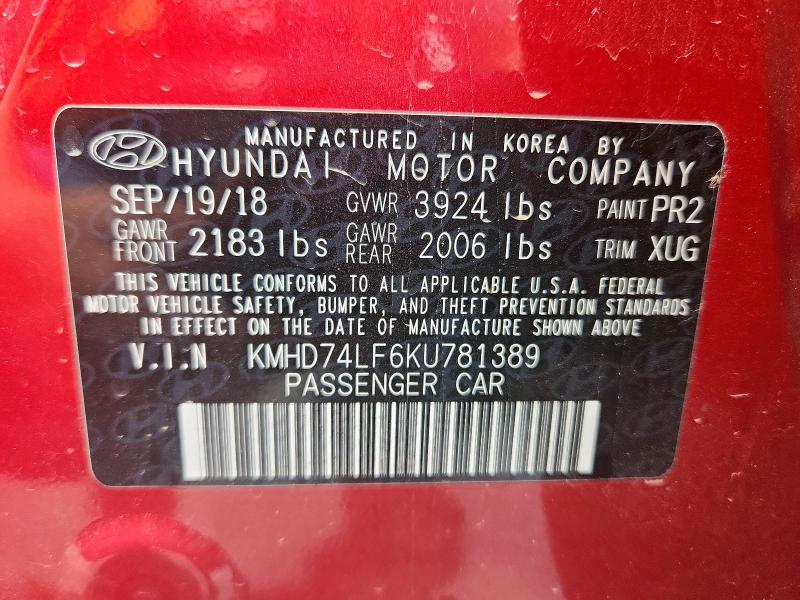 MANUFACTURED IN KOREA BY
HYUNDAI MOTOR COMPANY
SEP/19/18 GVWR 3924 lbs PAINT PR2
GAWR FRONT 2183 lbs GAWR REAR 2006 lbs TRIM XUG
THIS VEHICLE CONFORMS TO ALL APPLICABLE U.S.A. FEDERAL
MOTOR VEHICLE SAFETY, BUMPER, AND THEFT PREVENTION STANDARDS
IN EFFECT ON THE DATE OF MANUFACTURE SHOWN ABOVE.
V.I.N KMHD74LF6KU781389
PASSENGER CAR